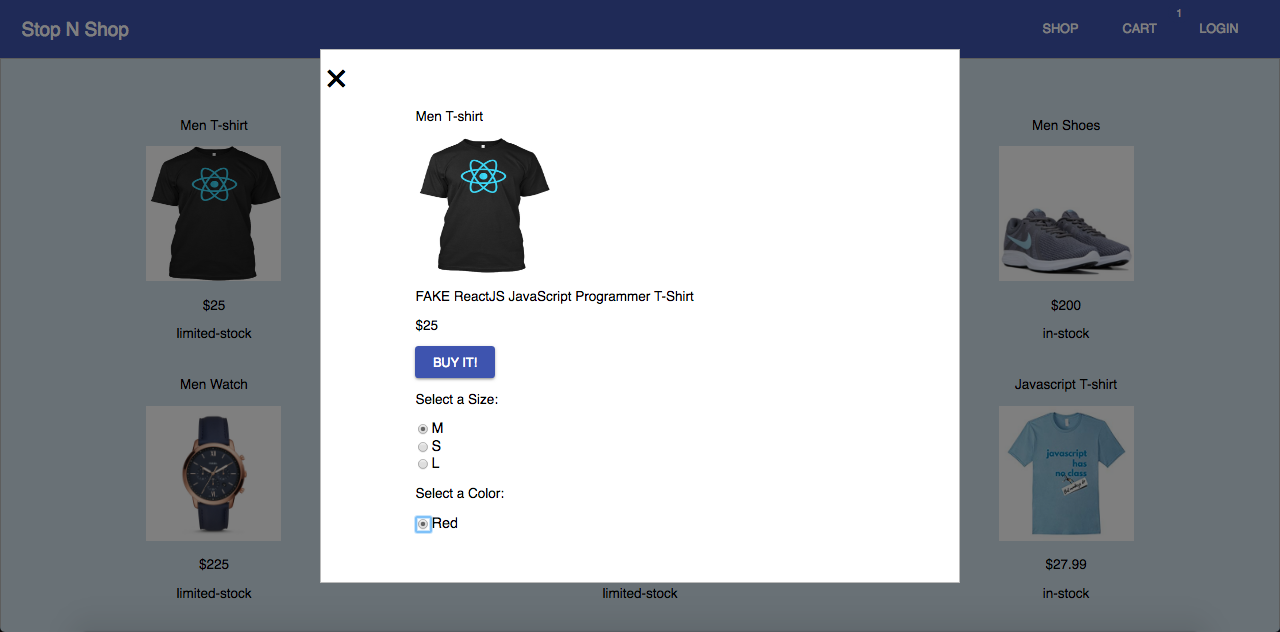 Stop N Shop
SHOP
CART
1
LOGIN
Men T-shirt
$25
limited-stock
Men Shoes
$200
in-stock
Men Watch
$225
limited-stock
limited-stock
Javascript T-shirt
javascript
has
no class
$27.99
in-stock
Men T-shirt
FAKE ReactJS JavaScript Programmer T-Shirt
$25
BUY IT!
Select a Size:
M
S
L
Select a Color:
Red